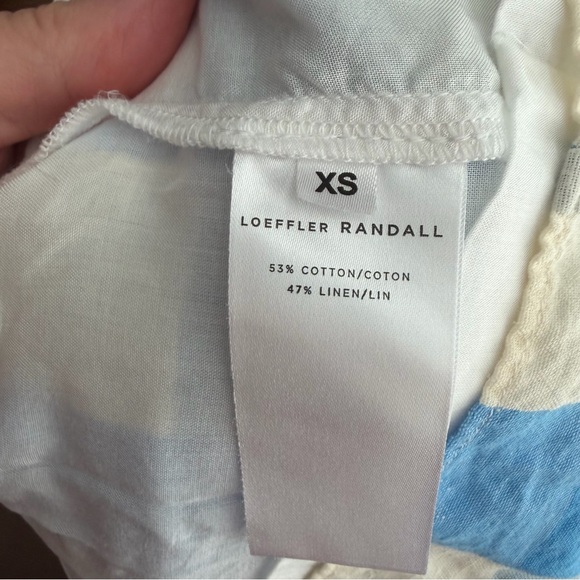 XS
LOEFFLER RANDALL
53% COTTON/COTON
47% LINEN/LIN